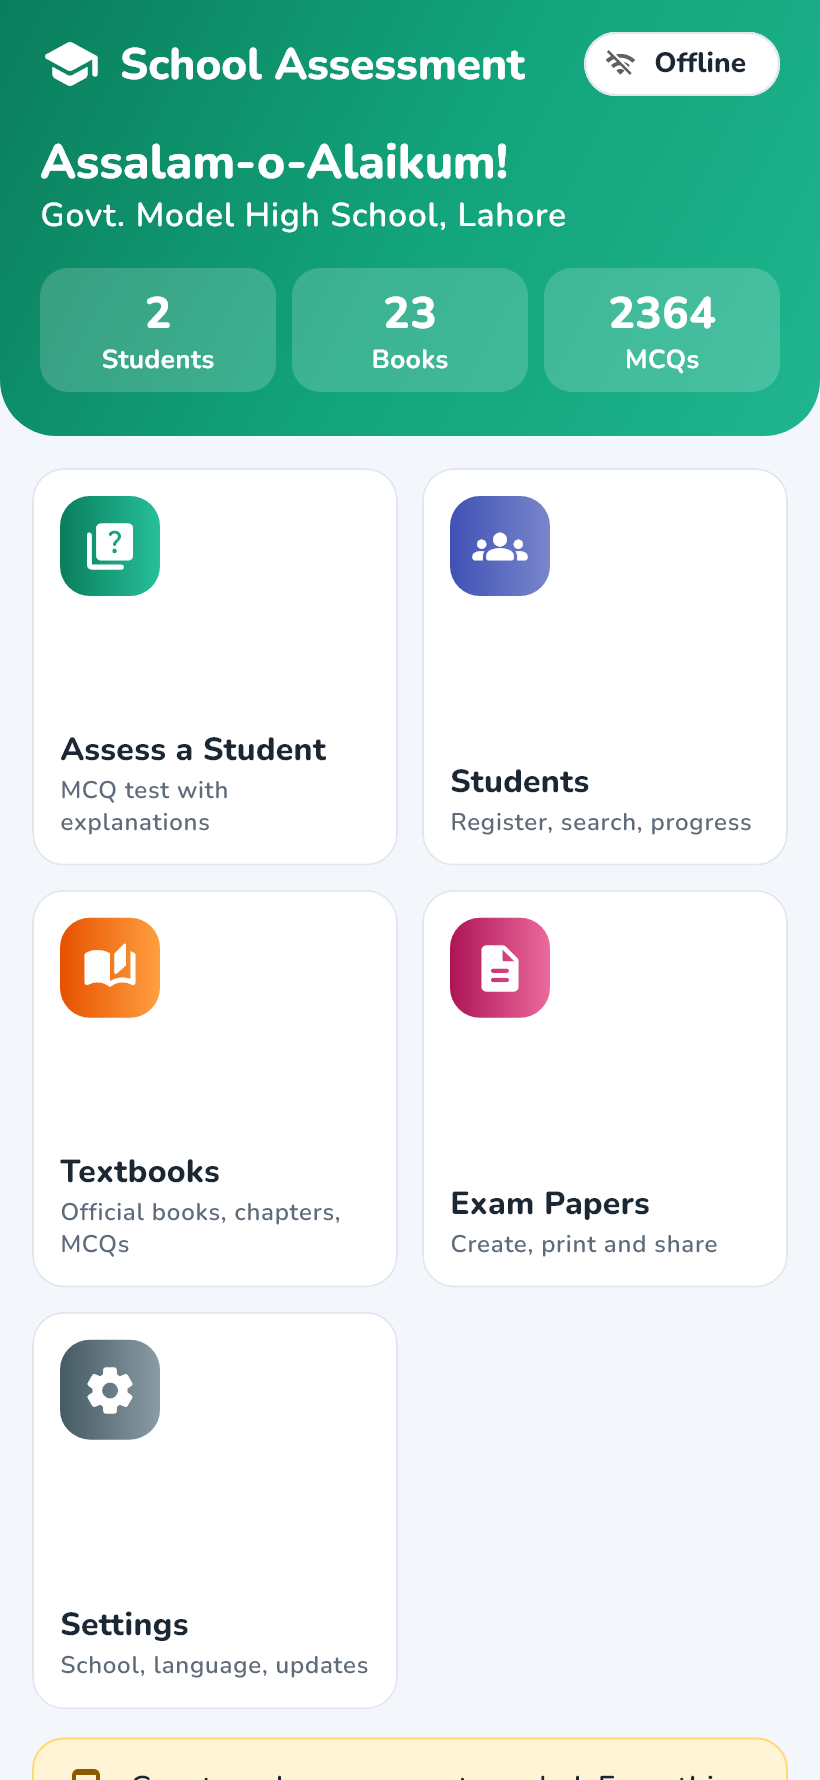 School Assessment
Offline
Assalam-o-Alaikum!
Govt. Model High School, Lahore
2
Students
23
Books
2364
MCQs
?
Assess a Student
MCQ test with
explanations
Students
Register, search, progress
Textbooks
Official books, chapters,
MCQs
Exam Papers
Create, print and share
Settings
School, language, updates